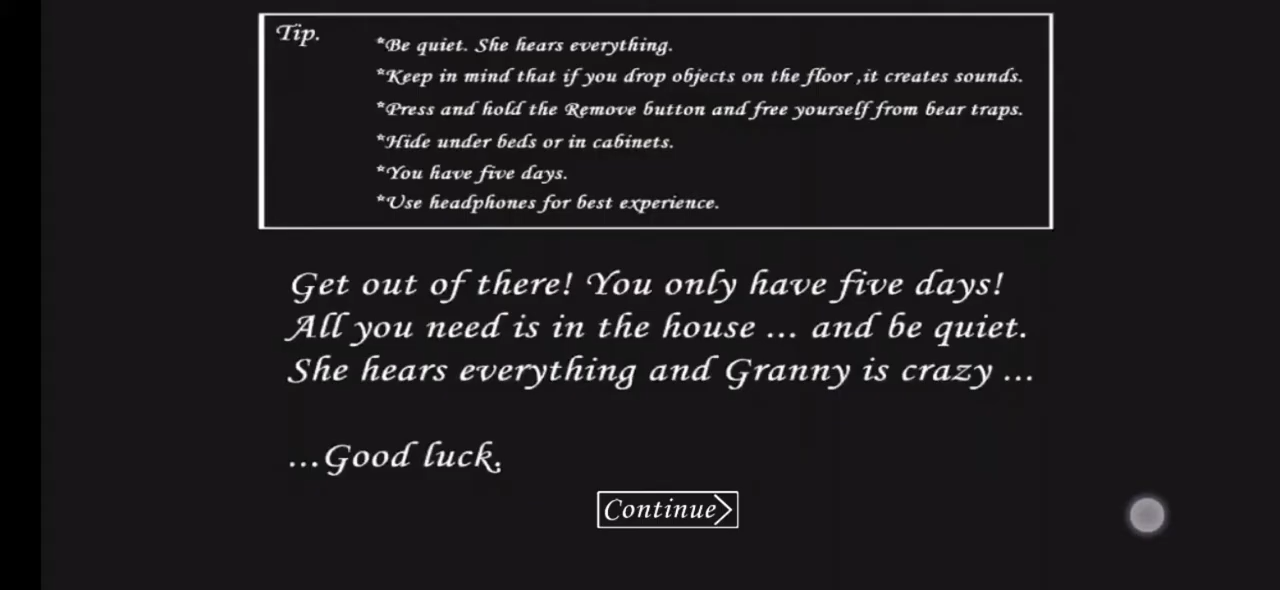 Tip.
*Be quiet. She hears everything.
*Keep in mind that if you drop objects on the floor ,it creates sounds.
*Press and hold the Remove button and free yourself from bear traps.
*Hide under beds or in cabinets.
*You have five days.
*Use headphones for best experience.
Get out of there! You only have five days!
All you need is in the house ... and be quiet.
She hears everything and Granny is crazy ...
...Good luck.
Continue